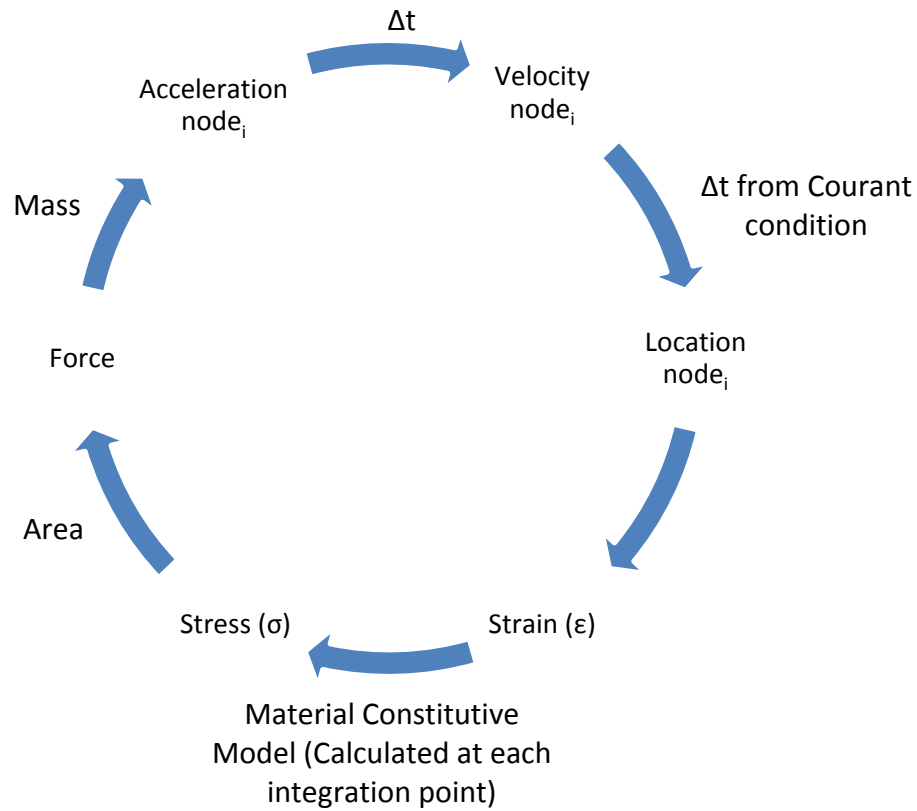 Δt
Acceleration
nodeᵢ
Velocity
nodeᵢ
Δt from Courant
condition
Mass
Force
Location
nodeᵢ
Area
Stress (σ)
Strain (ε)
Material Constitutive
Model (Calculated at each
integration point)